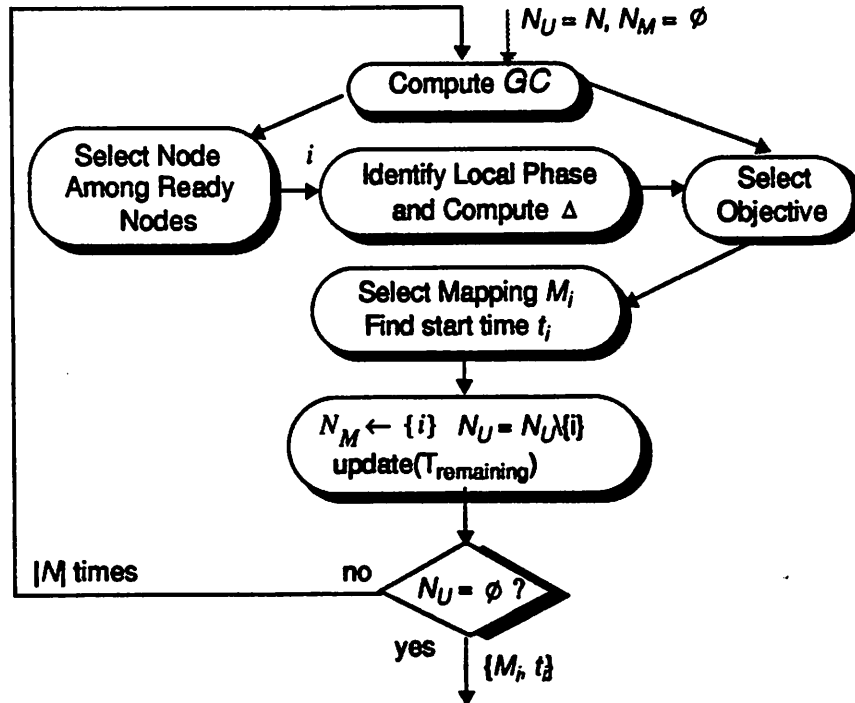 N_U = N, N_M = ∅
Compute GC
Select Node
Among Ready
Nodes
i
Identify Local Phase
and Compute Δ
Select
Objective
Select Mapping M_i
Find start time t_i
N_M ← {i} N_U = N_U\{i}
update(T_remaining)
|N| times
no
N_U = ∅ ?
yes
{M_i, t_i}